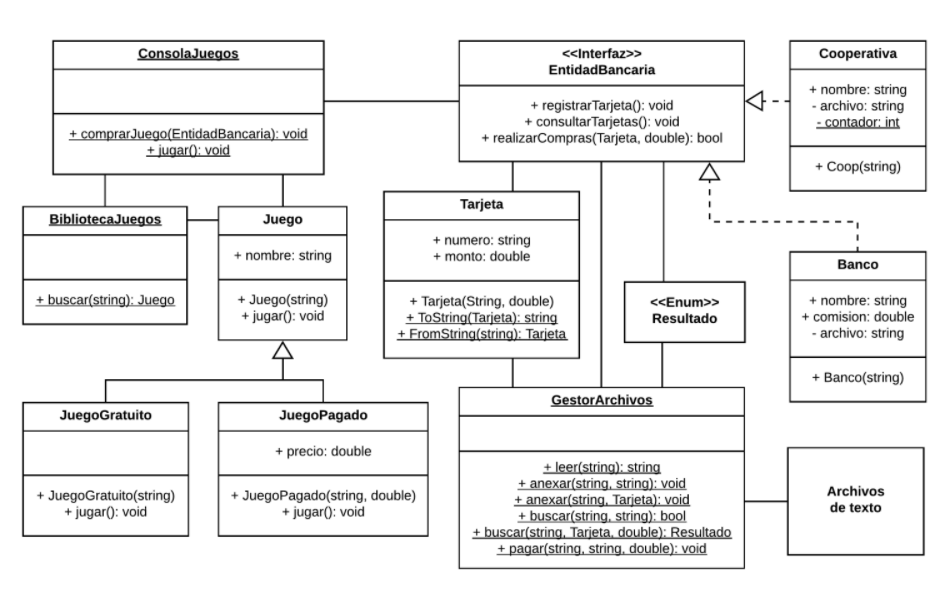 ConsolaJuegos
+ comprarJuego(EntidadBancaria): void
+ jugar(): void
<<Interfaz>>
EntidadBancaria
+ registrarTarjeta(): void
+ consultarTarjetas(): void
+ realizarCompras(Tarjeta, double): bool
Cooperativa
+ nombre: string
- archivo: string
- contador: int
+ Coop(string)
BibliotecaJuegos
+ buscar(string): Juego
Juego
+ nombre: string
+ Juego(string)
+ jugar(): void
Tarjeta
+ numero: string
+ monto: double
+ Tarjeta(String, double)
+ ToString(Tarjeta): string
+ FromString(string): Tarjeta
<<Enum>>
Resultado
Banco
+ nombre: string
+ comision: double
- archivo: string
+ Banco(string)
JuegoGratuito
+ JuegoGratuito(string)
+ jugar(): void
JuegoPagado
+ precio: double
+ JuegoPagado(string, double)
+ jugar(): void
GestorArchivos
+ leer(string): string
+ anexar(string, string): void
+ anexar(string, Tarjeta): void
+ buscar(string, string): bool
+ buscar(string, Tarjeta, double): Resultado
+ pagar(string, string, double): void
Archivos
de texto